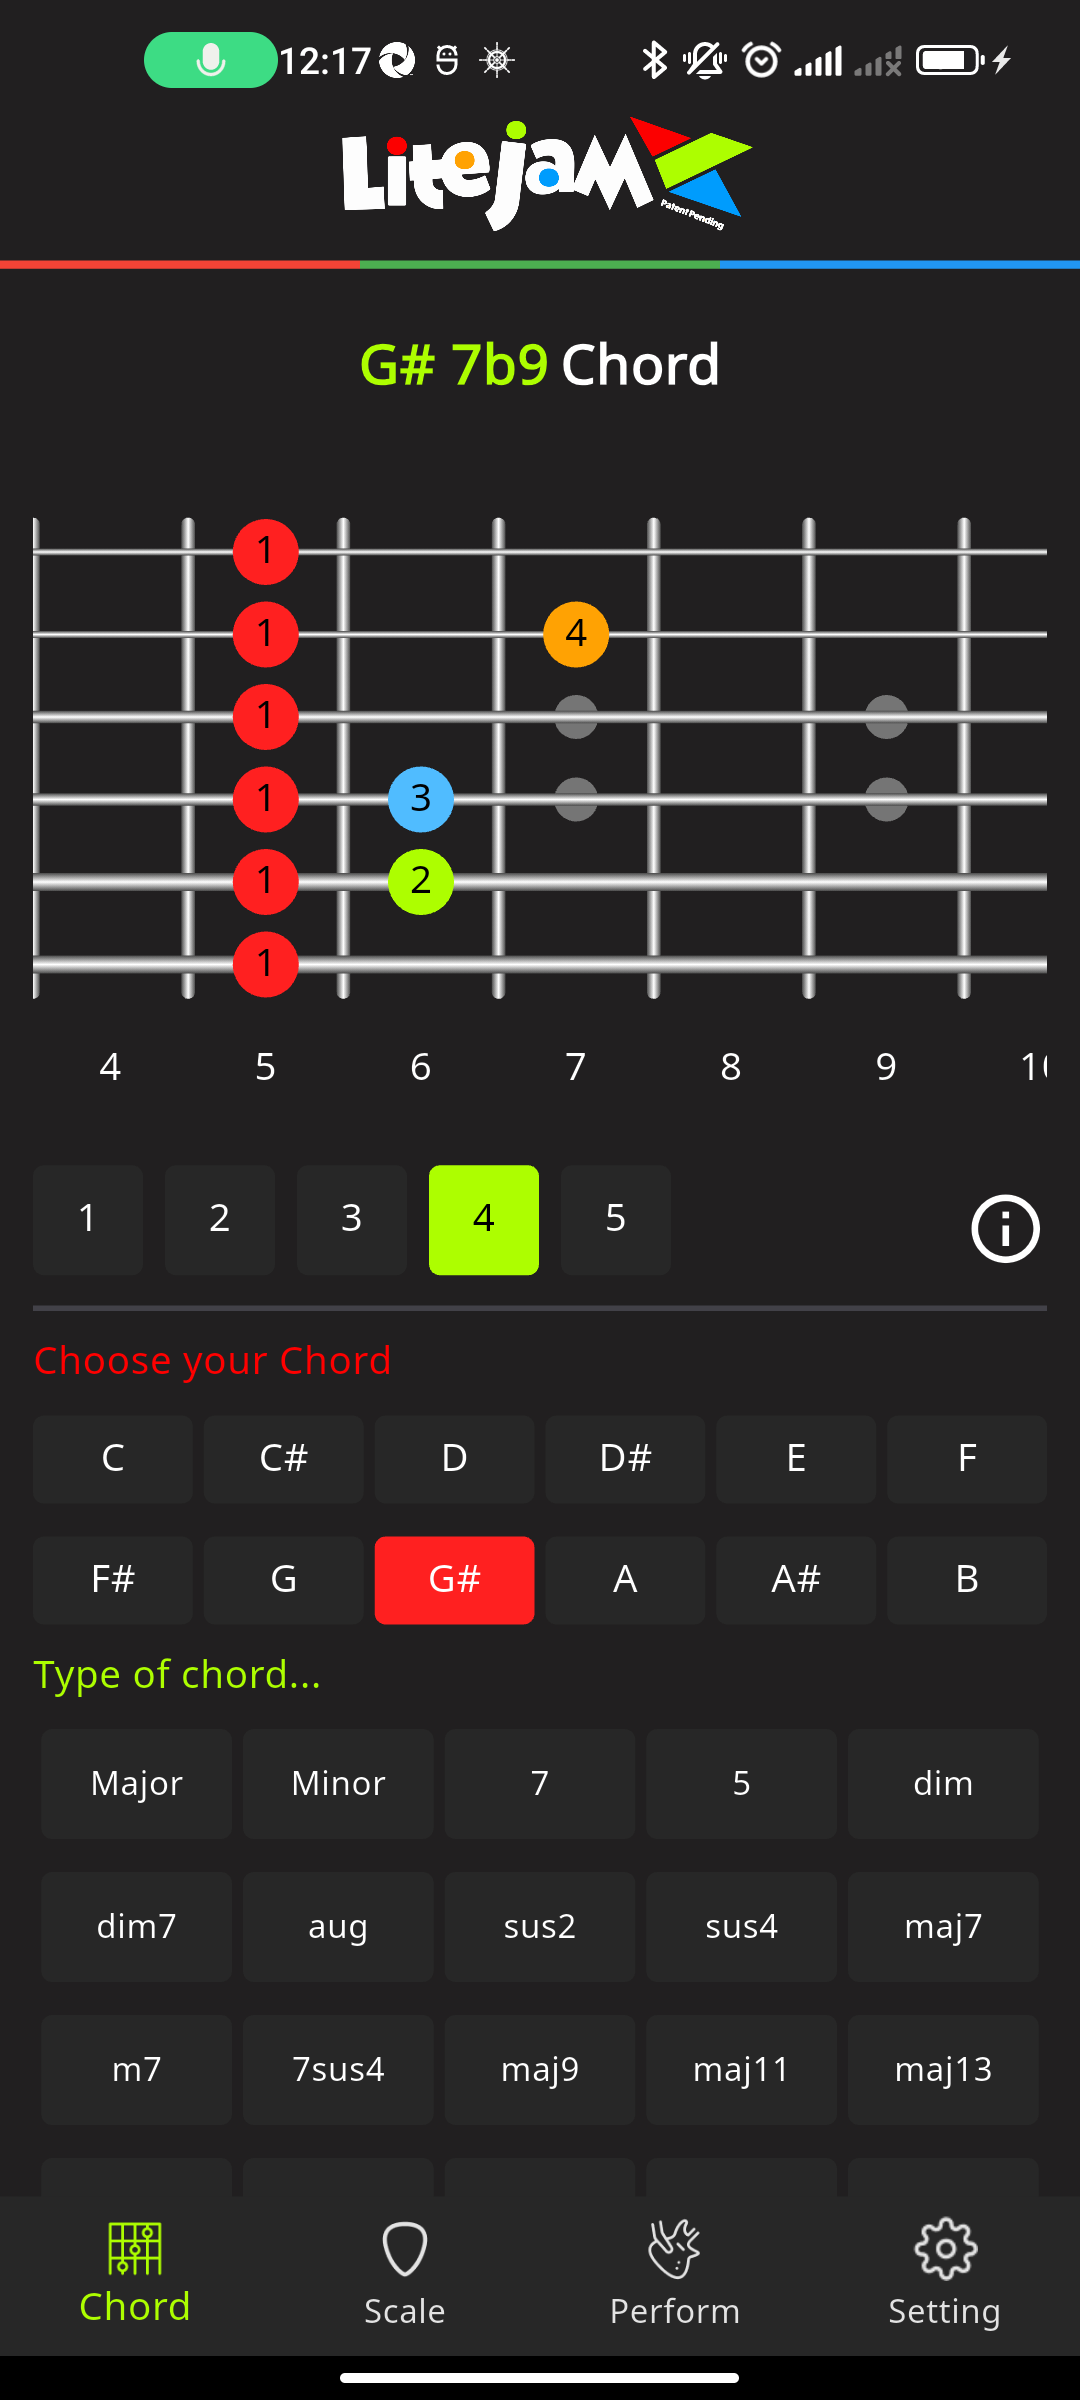 12:17
Litejam
Patent Pending
G# 7b9 Chord
1
1 4
1
1 3
1 2
1
4 5 6 7 8 9 10
1 2 3 4 5
Choose your Chord
C C# D D# E F
F# G G# A A# B
Type of chord...
Major Minor 7 5 dim
dim7 aug sus2 sus4 maj7
m7 7sus4 maj9 maj11 maj13
Chord Scale Perform Setting